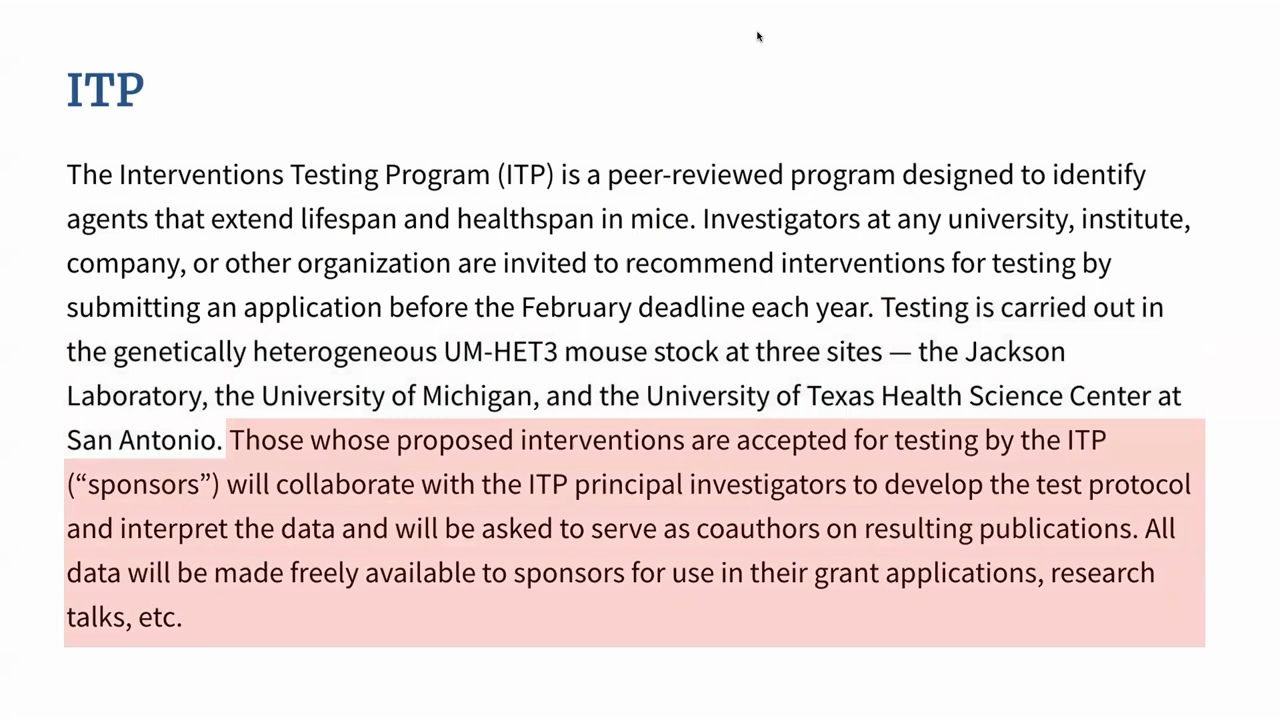 ITP
The Interventions Testing Program (ITP) is a peer-reviewed program designed to identify
agents that extend lifespan and healthspan in mice. Investigators at any university, institute,
company, or other organization are invited to recommend interventions for testing by
submitting an application before the February deadline each year. Testing is carried out in
the genetically heterogeneous UM-HET3 mouse stock at three sites — the Jackson
Laboratory, the University of Michigan, and the University of Texas Health Science Center at
San Antonio. Those whose proposed interventions are accepted for testing by the ITP
(“sponsors”) will collaborate with the ITP principal investigators to develop the test protocol
and interpret the data and will be asked to serve as coauthors on resulting publications. All
data will be made freely available to sponsors for use in their grant applications, research
talks, etc.